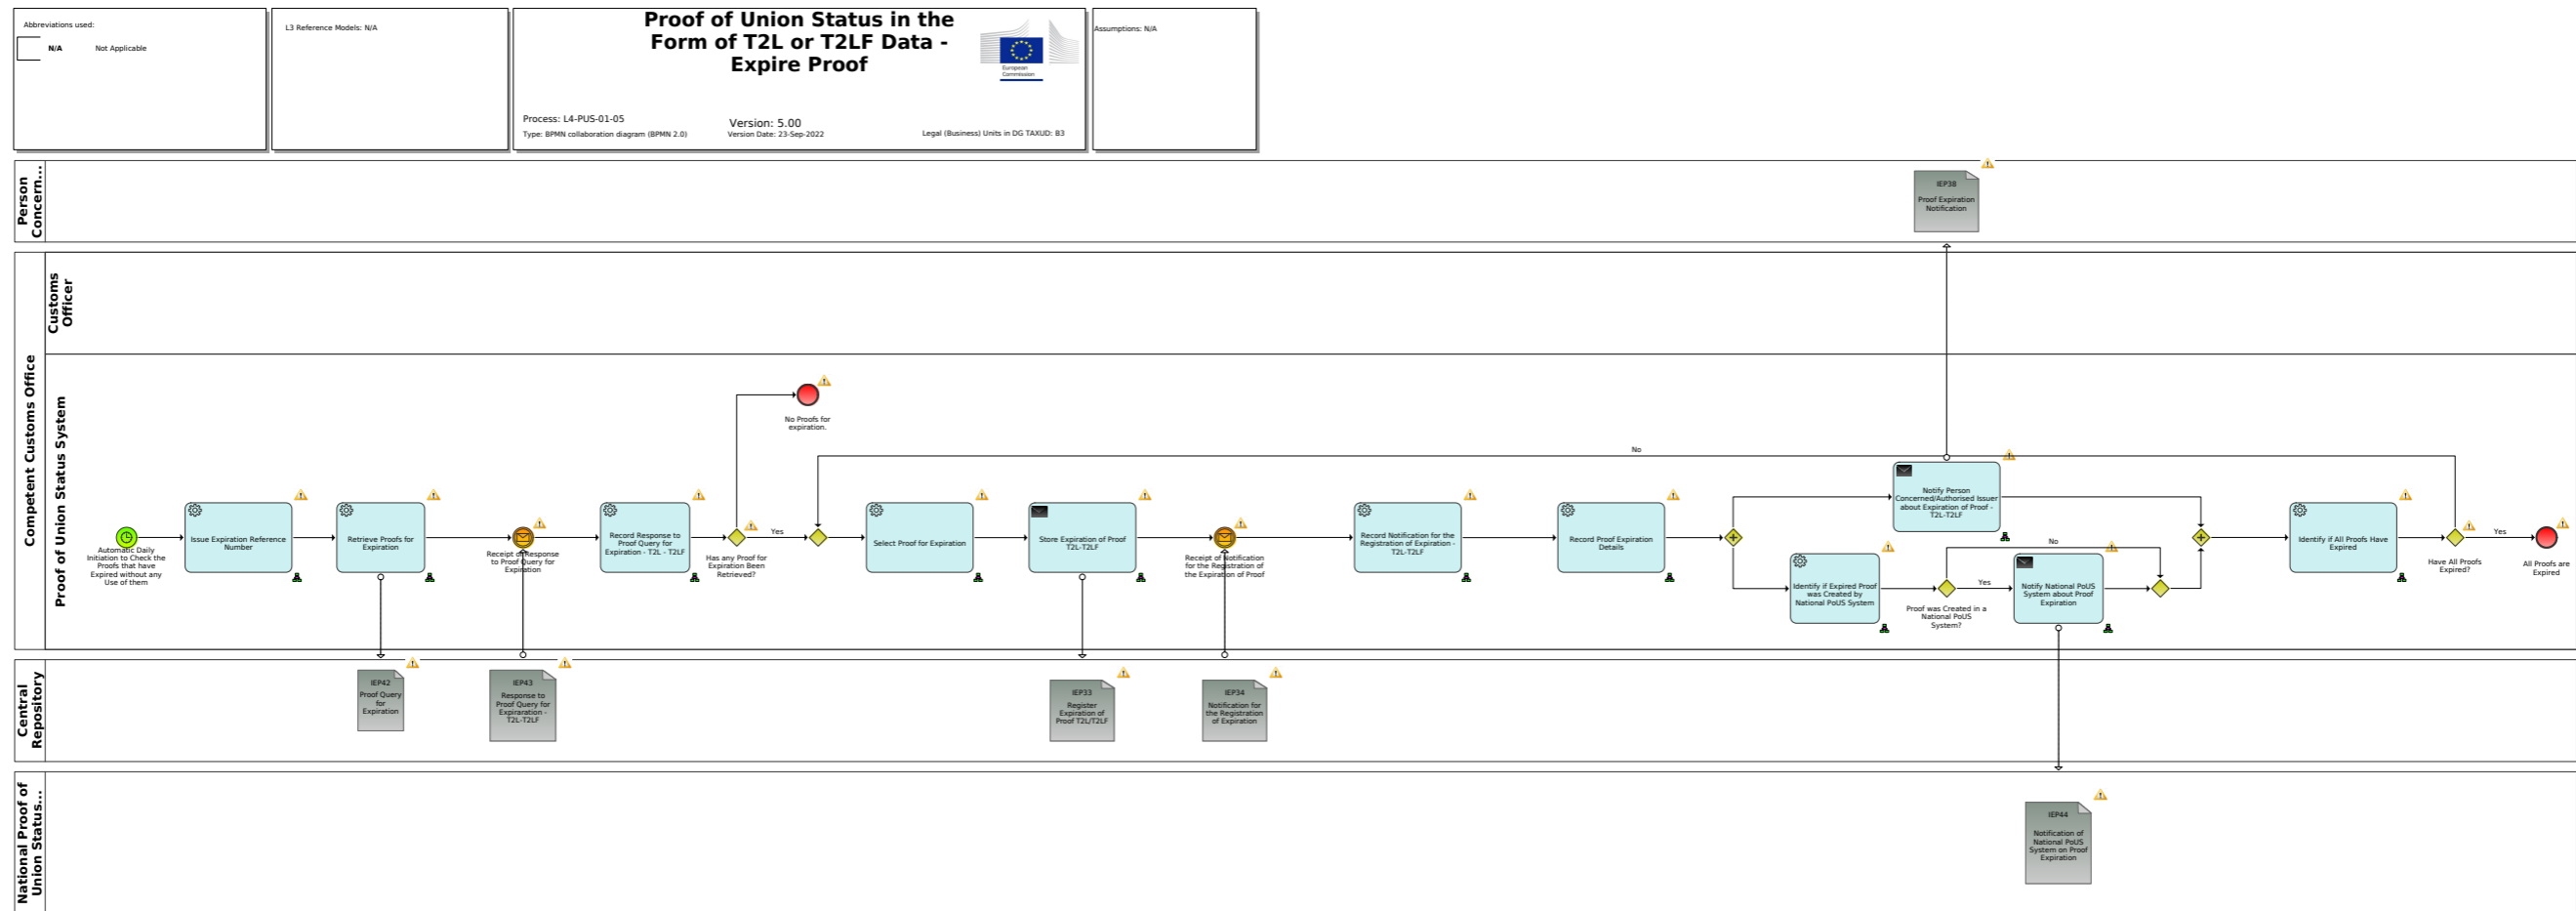 Abbreviations used:
N/A Not Applicable
L3 Reference Models: N/A
Proof of Union Status in the
Form of T2L or T2LF Data -
Expire Proof
European
Commission
Process: L4-PUS-01-05
Version: 5.00
Type: BPMN collaboration diagram (BPMN 2.0)
Version Date: 23-Sep-2022
Legal (Business) Units in DG TAXUD: B3
Assumptions: N/A
Person
Concern...
IEP38
Proof Expiration
Notification
Competent Customs Office
Customs
Officer
Proof of Union Status System
Automatic Daily
Initiation to Check the
Proofs that have
Expired without any
Use of them
Issue Expiration Reference
Number
Retrieve Proofs for
Expiration
Receipt of Response
to Proof Query for
Expiration
Record Response to
Proof Query for
Expiration - T2L - T2LF
Has any Proof for
Expiration Been
Retrieved?
No Proofs for
expiration.
Yes
Select Proof for Expiration
Store Expiration of Proof
T2L-T2LF
Receipt of Notification
for the Registration of
the Expiration of Proof
Record Notification for the
Registration of Expiration -
T2L-T2LF
Record Proof Expiration
Details
No
Notify Person
Concerned/Authorised Issuer
about Expiration of Proof -
T2L-T2LF
Identify if Expired Proof
was Created by
National PoUS System
Proof was Created in a
National PoUS
System?
No
Yes
Notify National PoUS
System about Proof
Expiration
Identify if All Proofs Have
Expired
Have All Proofs
Expired?
Yes
All Proofs are
Expired
Central
Repository
IEP42
Proof Query
for
Expiration
IEP43
Response to
Proof Query for
Expiraration -
T2L-T2LF
IEP33
Register
Expiration of
Proof T2L/T2LF
IEP34
Notification for
the Registration
of Expiration
National Proof of
Union Status...
IEP44
Notification of
National PoUS
System on Proof
Expiration